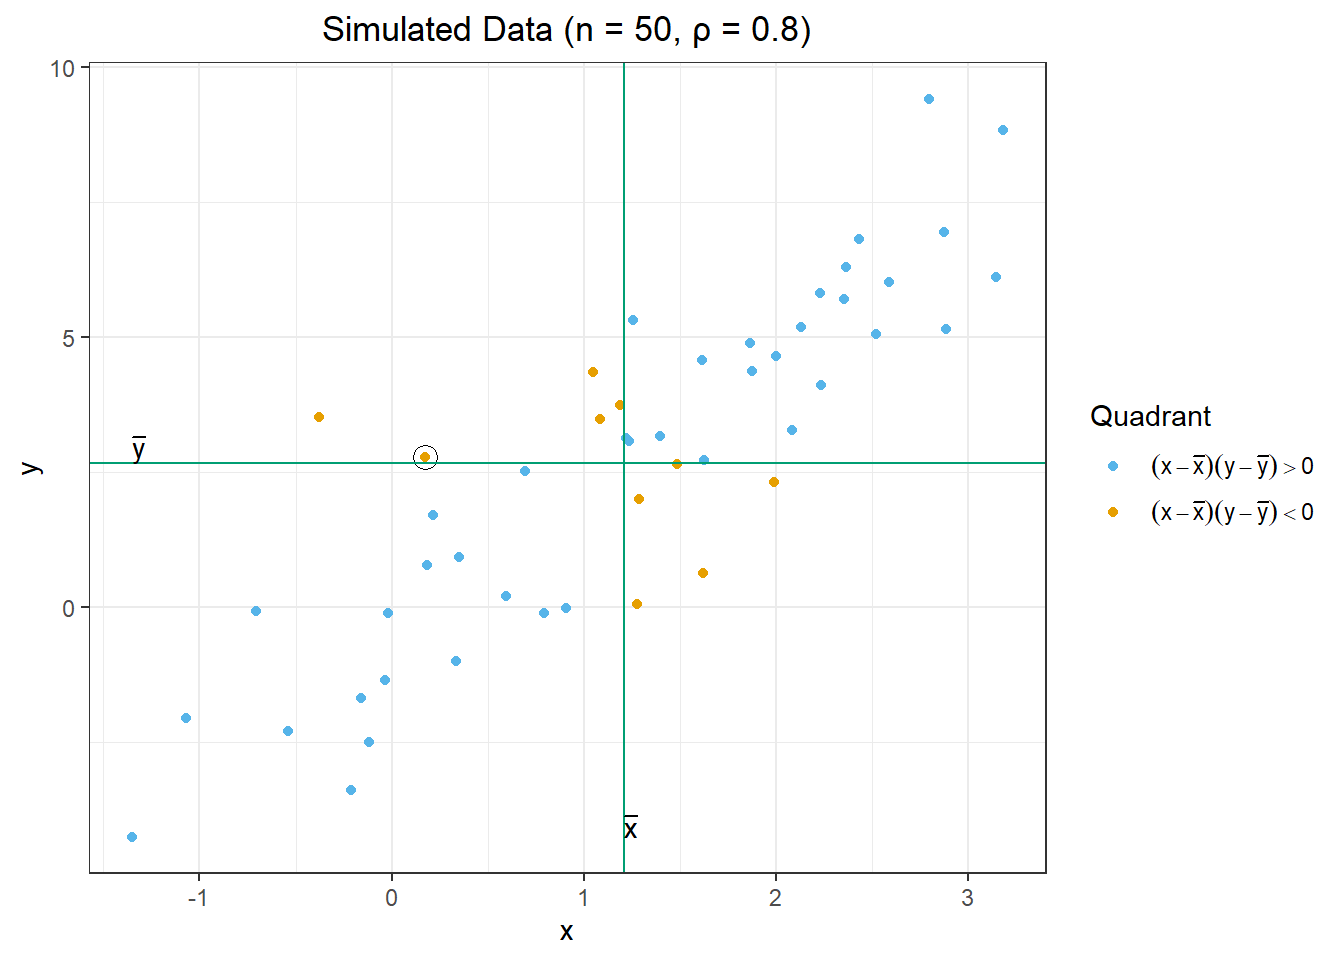 Simulated Data (n = 50, ρ = 0.8)
10
5
0
y
y̅
x̅
-1 0 1 2 3
x
Quadrant
(x − x̅)(y − y̅) > 0
(x − x̅)(y − y̅) < 0